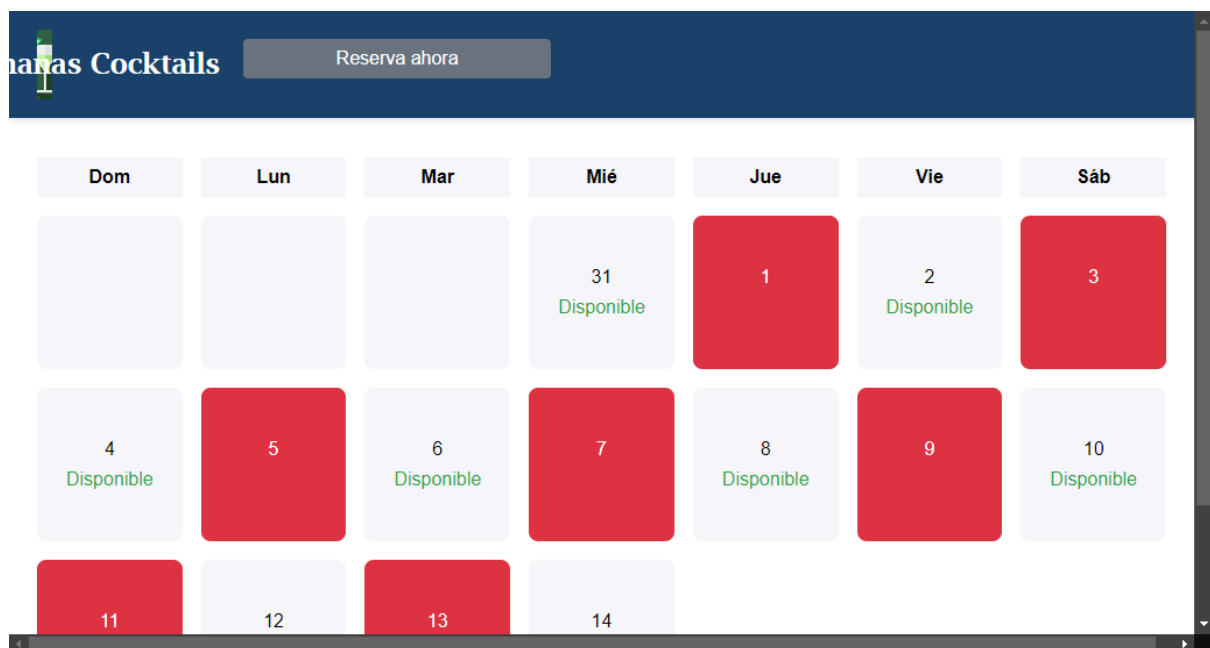 Cocktails
Reserva ahora
Dom Lun Mar Mié Jue Vie Sáb
31 1 2 3
Disponible Disponible
4 5 6 7 8 9 10
Disponible Disponible Disponible Disponible
11 12 13 14